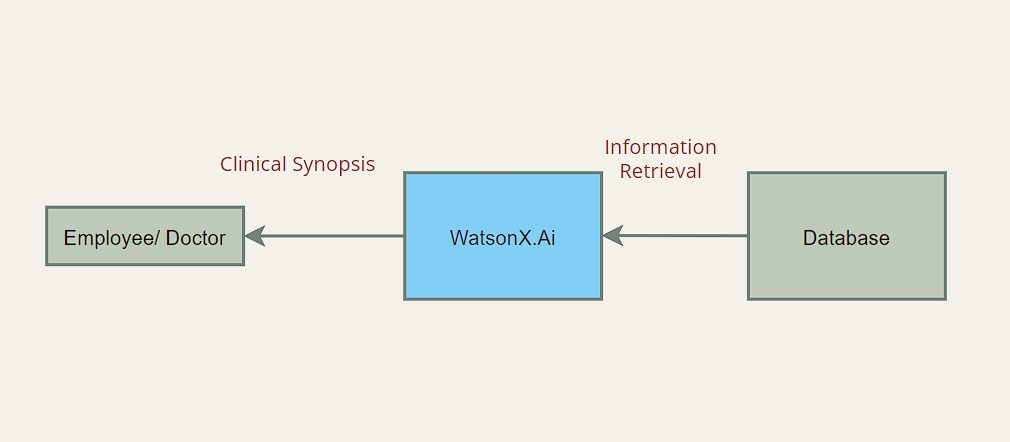 Clinical Synopsis
Information
Retrieval
Employee/ Doctor
WatsonX.Ai
Database